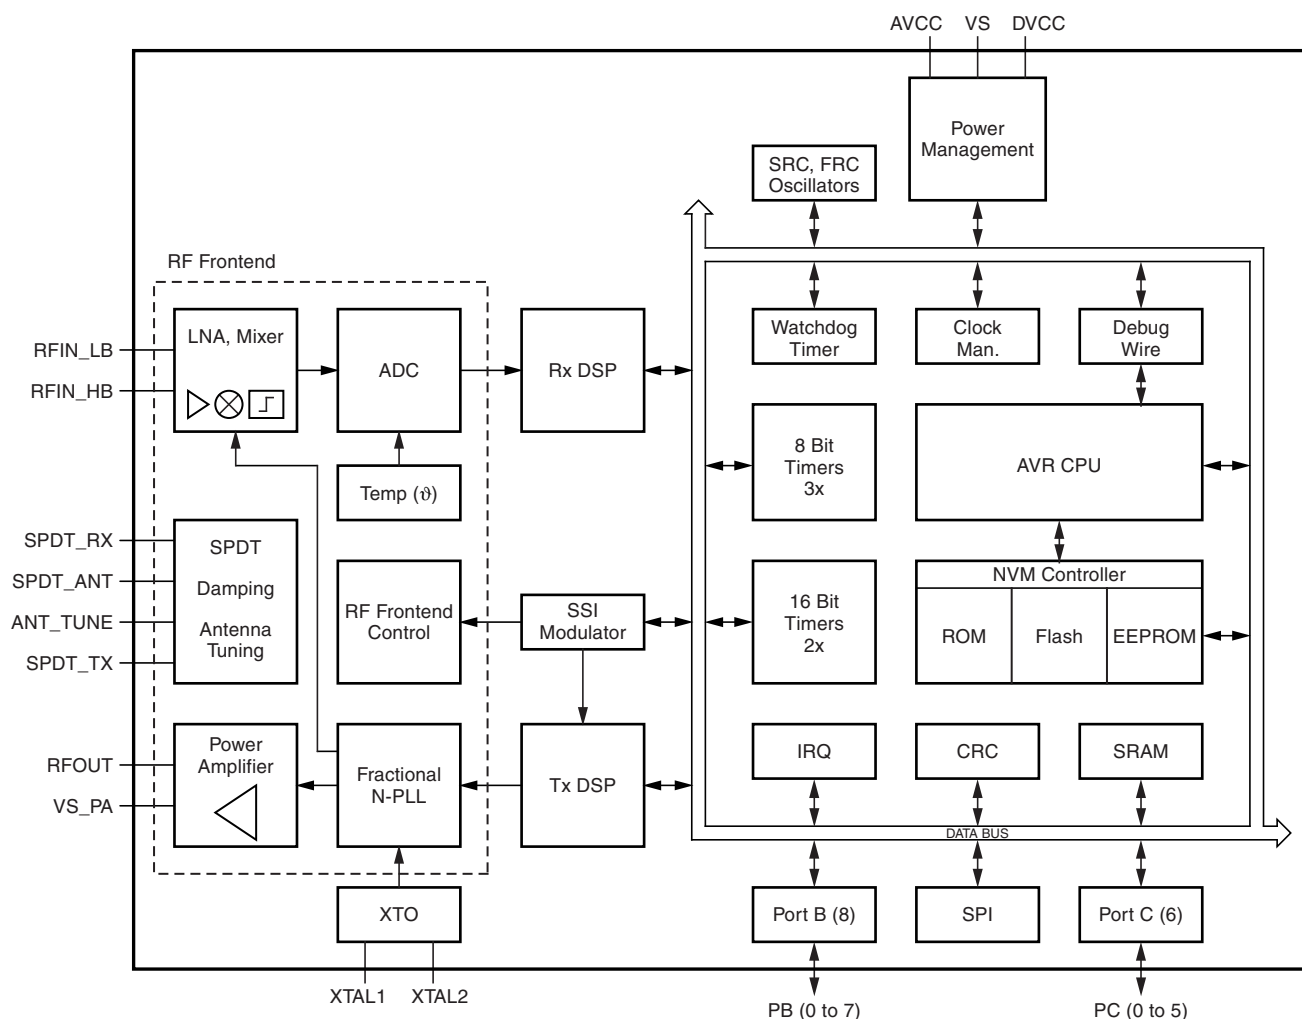 AVCC VS DVCC
Power
Management
SRC, FRC
Oscillators
RF Frontend
LNA, Mixer
ADC
Rx DSP
Watchdog
Timer
Clock
Man.
Debug
Wire
RFIN_LB
RFIN_HB
Temp (ϑ)
8 Bit
Timers
3x
AVR CPU
SPDT_RX
SPDT_ANT
ANT_TUNE
SPDT_TX
SPDT
Damping
Antenna
Tuning
RF Frontend
Control
SSI
Modulator
16 Bit
Timers
2x
NVM Controller
ROM
Flash
EEPROM
RFOUT
VS_PA
Power
Amplifier
Fractional
N-PLL
Tx DSP
IRQ
CRC
SRAM
DATA BUS
XTO
Port B (8)
SPI
Port C (6)
XTAL1 XTAL2
PB (0 to 7)
PC (0 to 5)